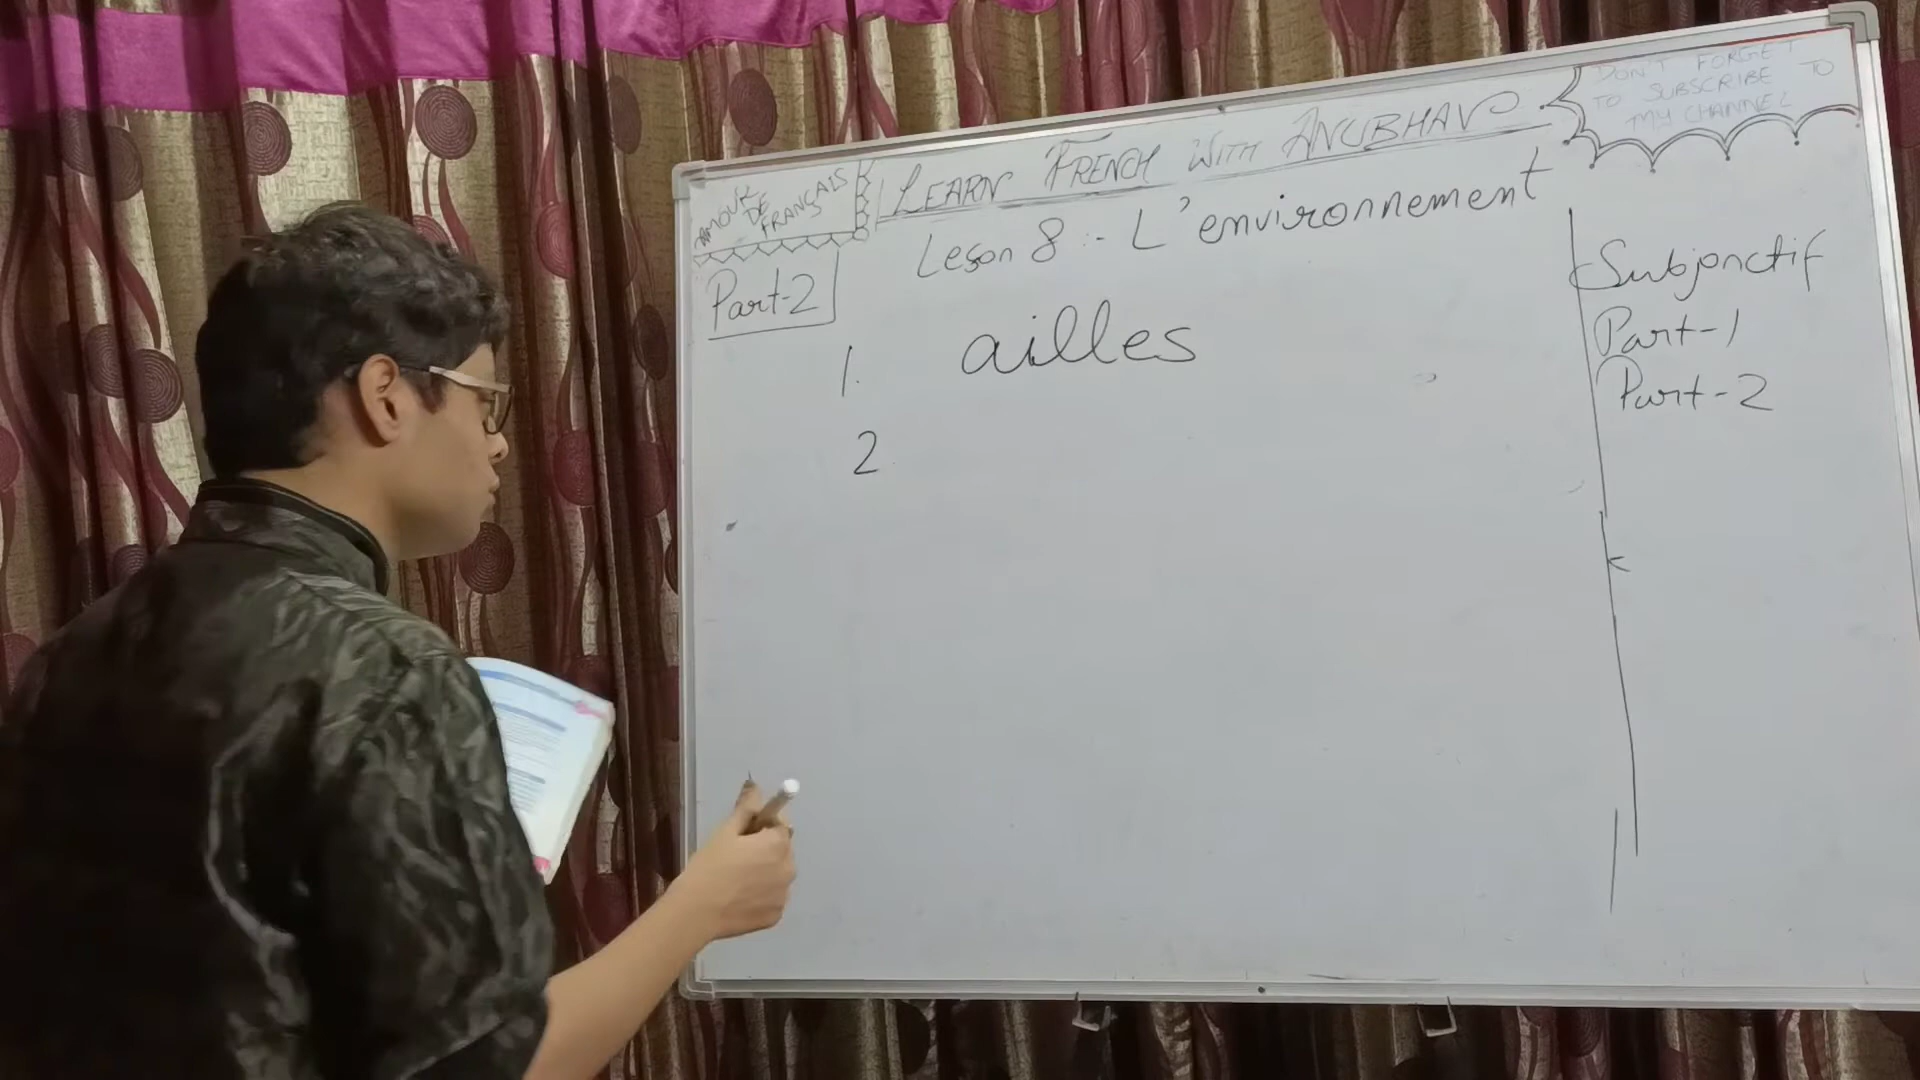 AMOUR
DE
FRANÇAIS
LEARN FRENCH WITH ANUBHAV
DON'T FORGET
TO SUBSCRIBE TO
MY CHANNEL
Part-2
Leson 8 :- L'environnement
1. ailles
2
Subjonctif
Part-1
Part-2